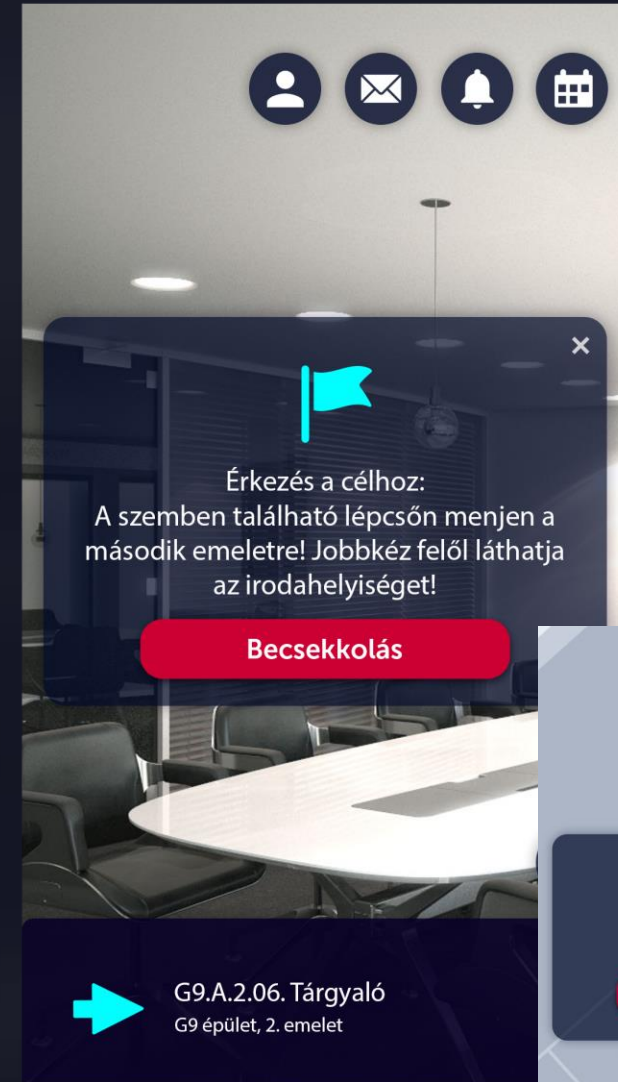 Érkezés a célhoz:
A szemben található lépcsőn menjen a
második emeletre! Jobbkéz felől láthatja
az irodahelyiséget!
Becsekkolás
G9.A.2.06. Tárgyaló
G9 épület, 2. emelet